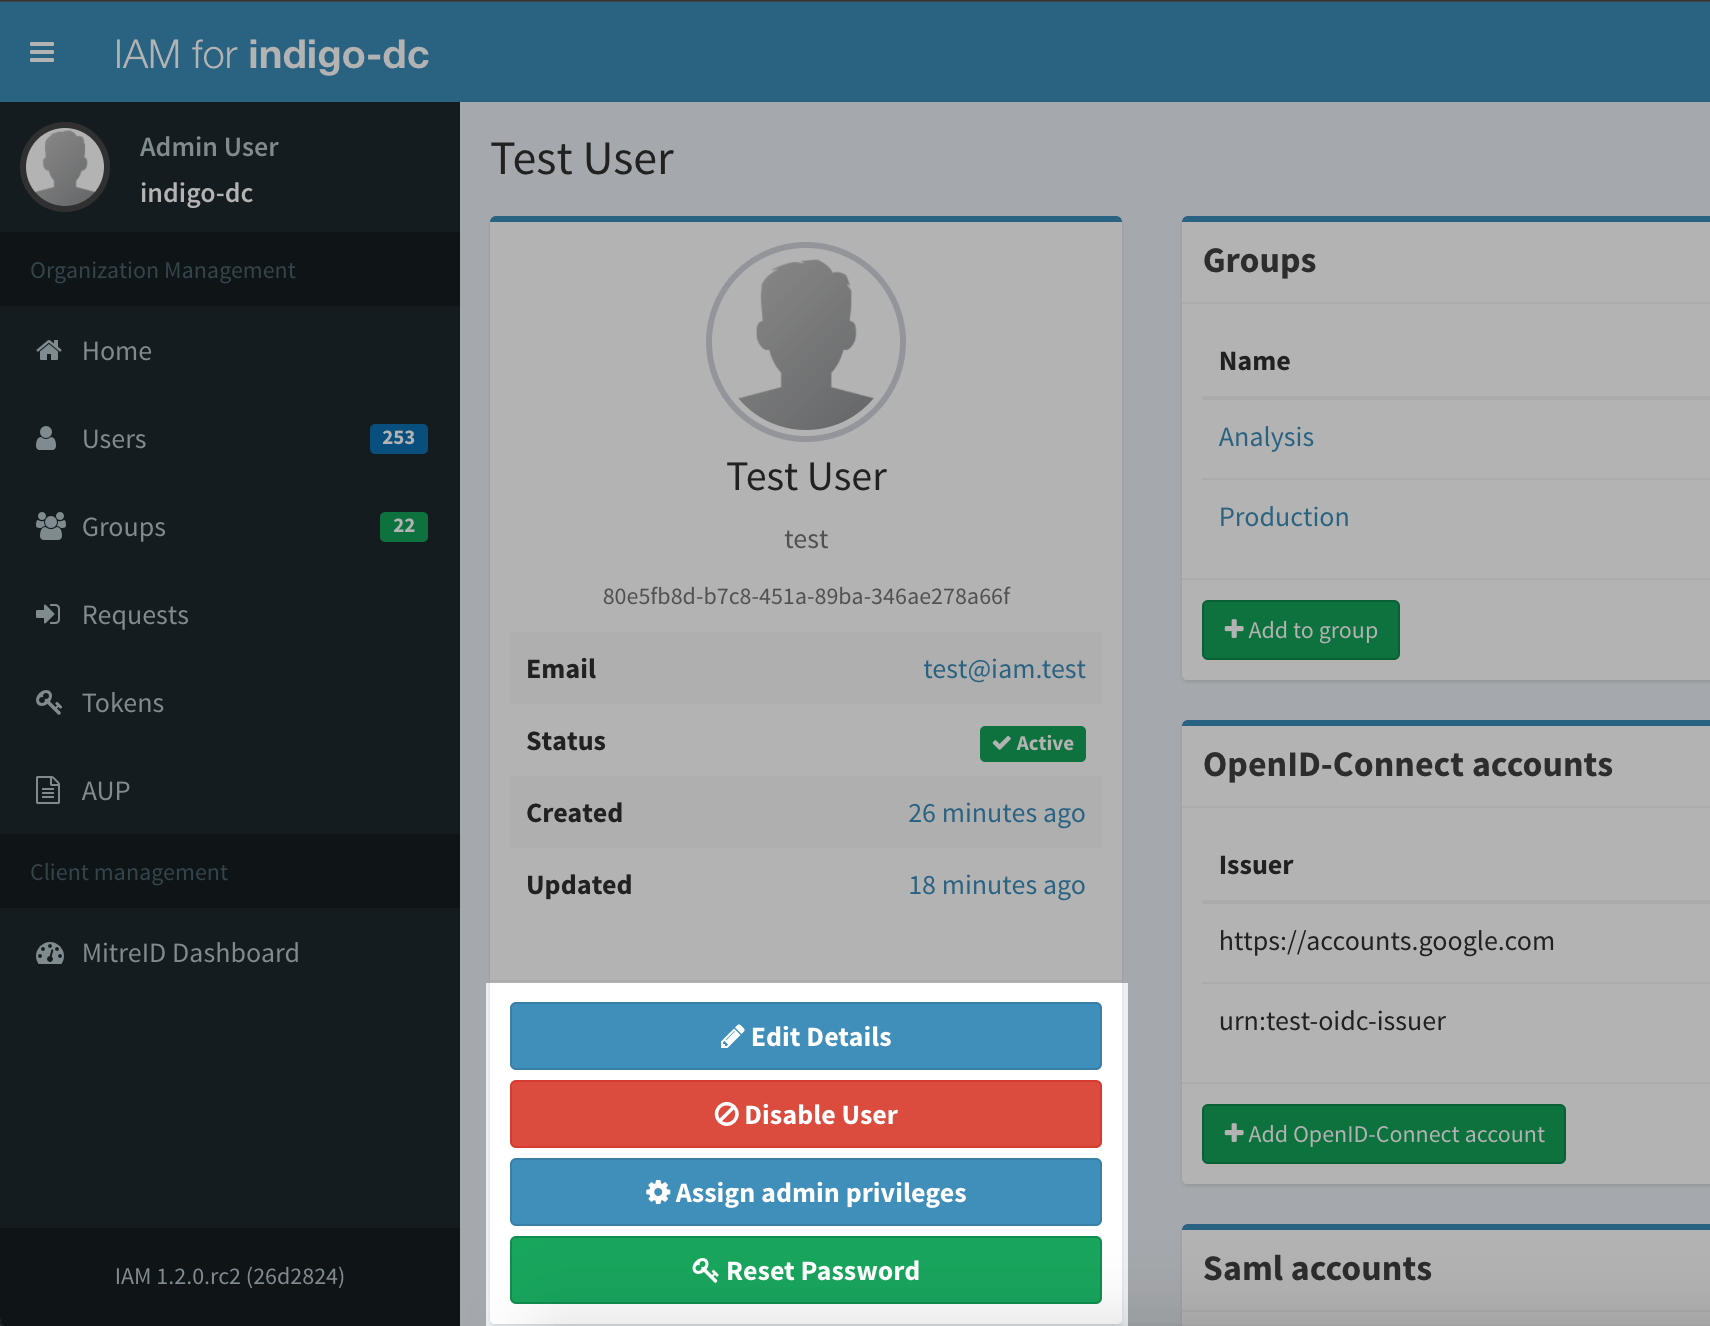 IAM for indigo-dc
Admin User
indigo-dc
Organization Management
Home
Users 253
Groups 22
Requests
Tokens
AUP
Client management
MitreID Dashboard
IAM 1.2.0.rc2 (26d2824)
Test User
Test User
test
80e5fb8d-b7c8-451a-89ba-346ae278a66f
Email test@iam.test
Status Active
Created 26 minutes ago
Updated 18 minutes ago
Edit Details
Disable User
Assign admin privileges
Reset Password
Groups
Name
Analysis
Production
Add to group
OpenID-Connect accounts
Issuer
https://accounts.google.com
urn:test-oidc-issuer
Add OpenID-Connect account
Saml accounts